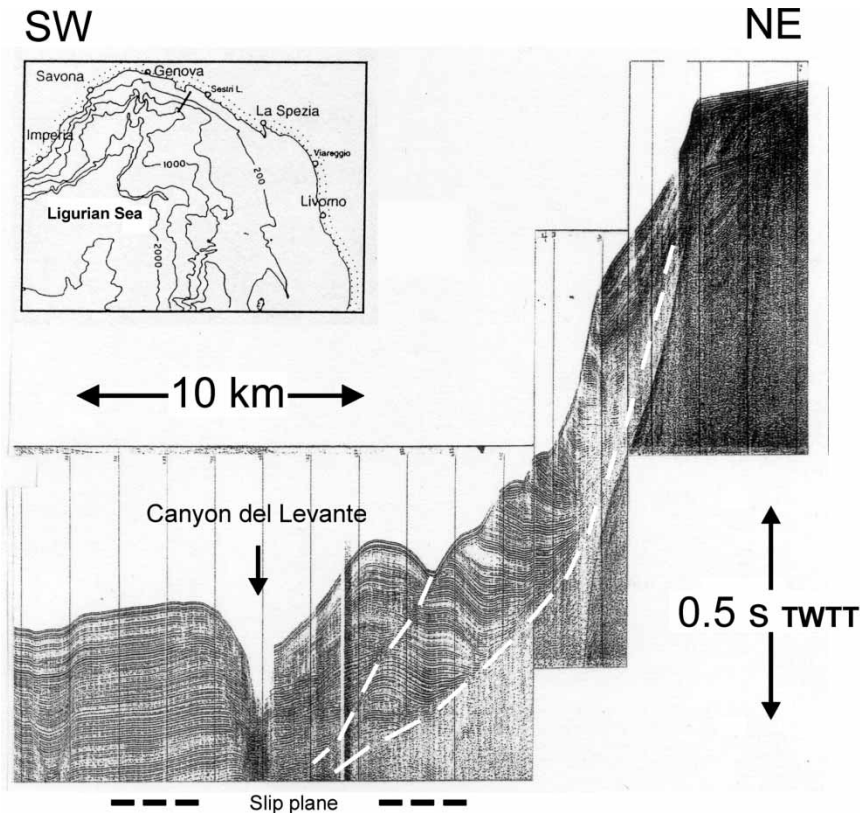 SW
NE
Savona
Genova
Sestri L.
La Spezia
Imperia
Viareggio
1000
200
Ligurian Sea
Livorno
2000
10 km
Canyon del Levante
0.5 s TWTT
Slip plane